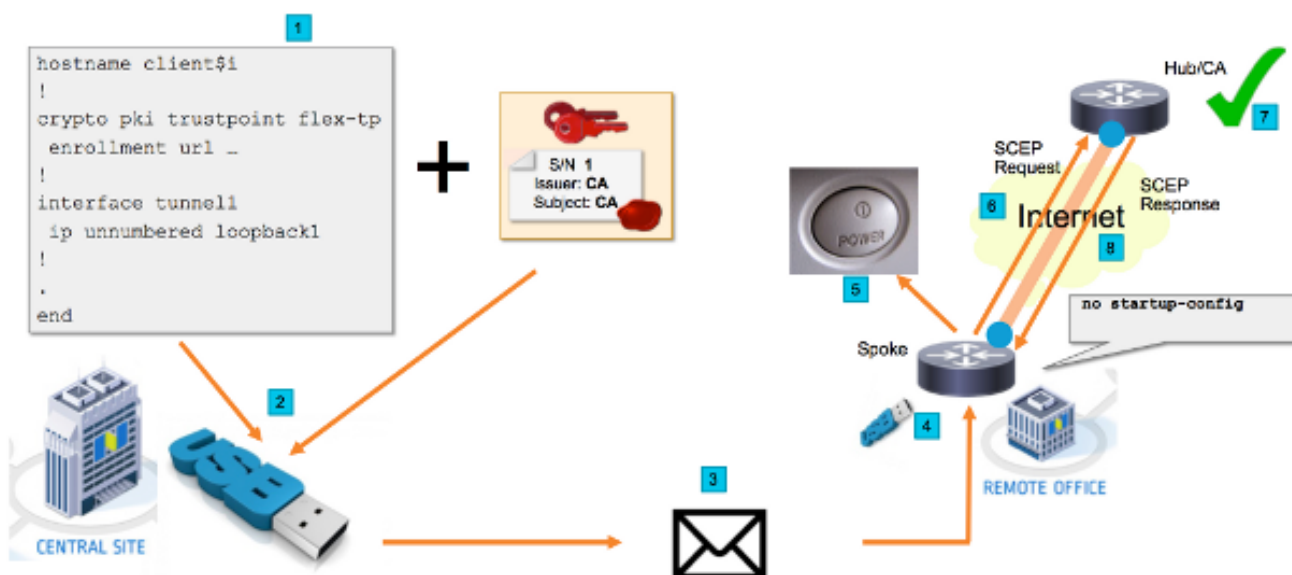 1
hostname client$i
!
crypto pki trustpoint flex-tp
enrollment url …
!
interface tunnel1
ip unnumbered loopback1
!
.
end
S/N 1
Issuer: CA
Subject: CA
2
USB
CENTRAL SITE
3
4
5
POWER
Spoke
REMOTE OFFICE
no startup-config
6
SCEP
Request
Internet
SCEP
Response
8
Hub/CA
7